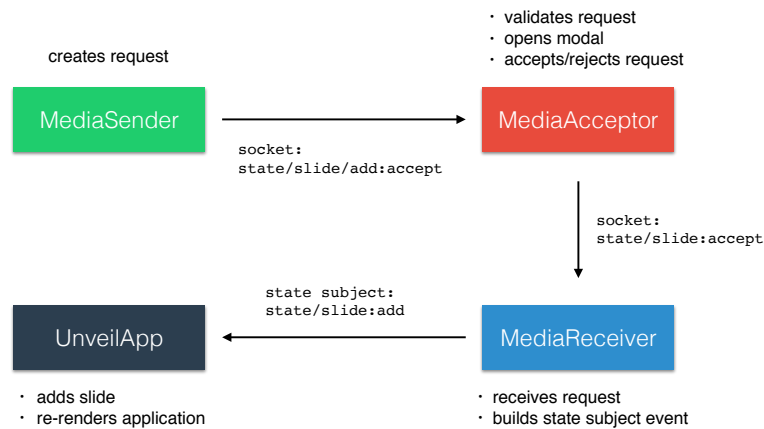 · validates request
· opens modal
· accepts/rejects request
creates request
MediaSender
MediaAcceptor
socket:
state/slide/add:accept
socket:
state/slide:accept
state subject:
state/slide:add
UnveilApp
MediaReceiver
· adds slide
· re-renders application
· receives request
· builds state subject event